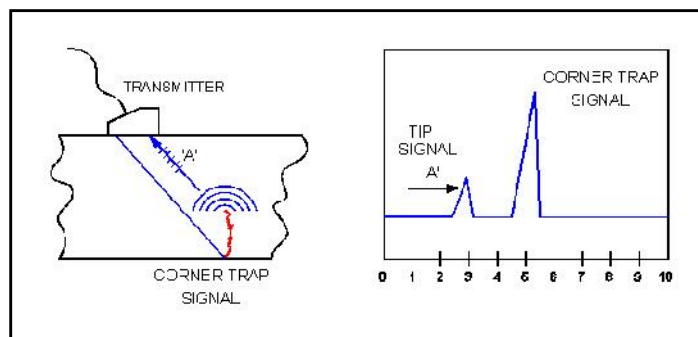 TRANSMITTER
'A'
CORNER TRAP
SIGNAL
CORNER TRAP
SIGNAL
TIP
SIGNAL
A'
0 1 2 3 4 5 6 7 8 9 10